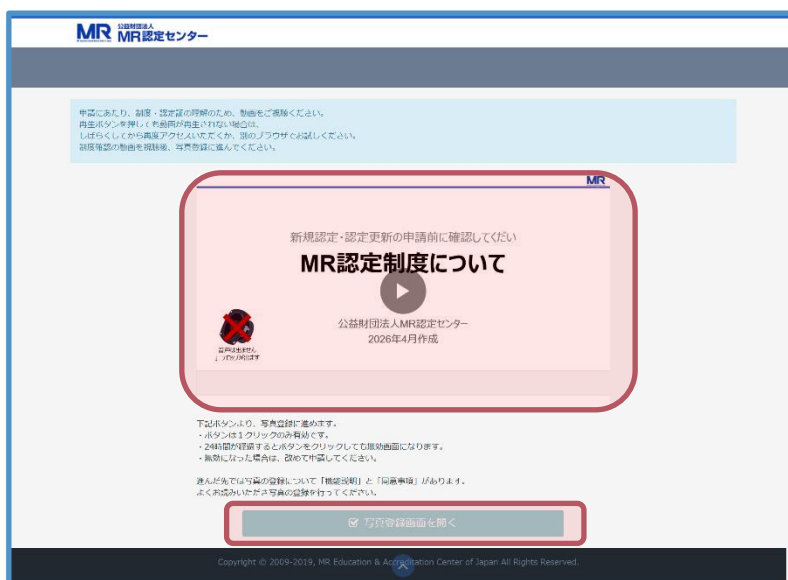 MR 公益財団法人
MR認定センター
申請にあたり、制度・認定証の理解のため、動画をご視聴ください。
再生ボタンを押しても動画が再生されない場合は、
しばらくしてから再度アクセスいただくか、別のブラウザでお試しください。
制度確認の動画を視聴後、写真登録に進んでください。
MR
新規認定・認定更新の申請前に確認してくだい
MR認定制度について
公益財団法人MR認定センター
2026年4月作成
音声は出ません
下記ボタンより、写真登録に進めます。
・ボタンは1クリックのみ有効です。
・24時間が経過するとボタンをクリックしても無効画面になります。
・無効になった場合は、改めて申請してください。
進んだ先では写真の登録について「機能説明」と「同意事項」があります。
よくお読みいただき写真の登録を行ってください。
写真登録画面を開く
Copyright © 2009-2019, MR Education & Accreditation Center of Japan All Rights Reserved.